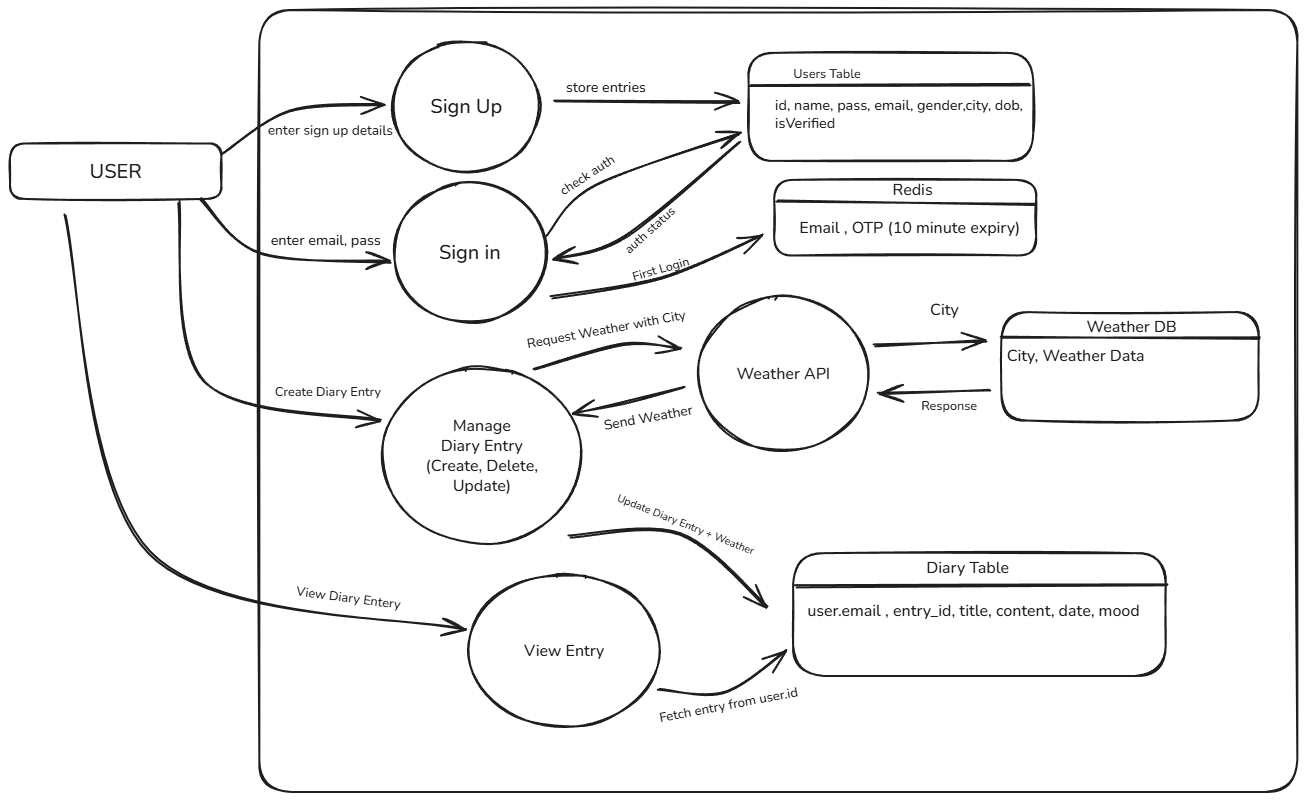 Users Table
Sign Up
store entries
id, name, pass, email, gender,city, dob,
isVerified
enter sign up details
USER
check auth
Redis
Email , OTP (10 minute expiry)
enter email, pass
Sign in
auth status
First Login
City
Request Weather with City
Weather DB
City, Weather Data
Weather API
Create Diary Entry
Send Weather
Response
Manage
Diary Entry
(Create, Delete,
Update)
Update Diary Entry + Weather
Diary Table
user.email , entry_id, title, content, date, mood
View Diary Entery
View Entry
Fetch entry from user.id